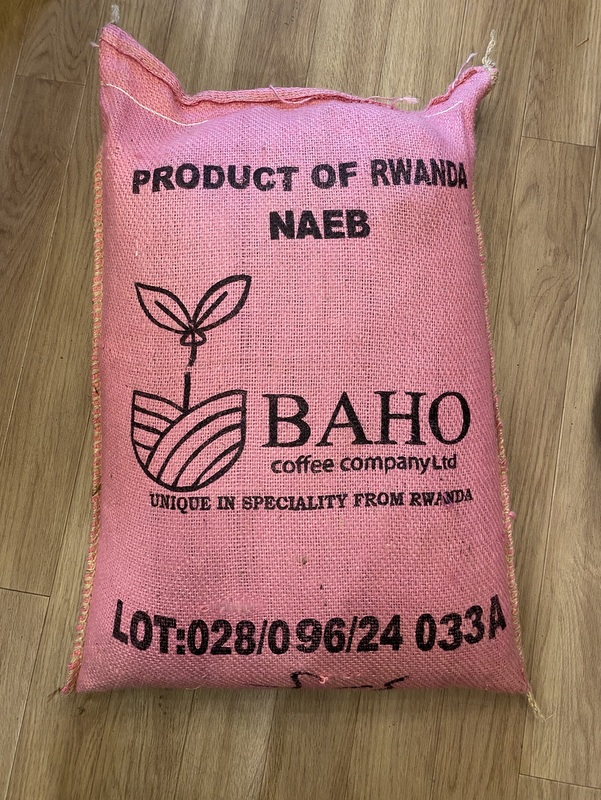 PRODUCT OF RWANDA
NAEB
BAHO
coffee company Ltd
UNIQUE IN SPECIALITY FROM RWANDA
LOT:028/096/24 033A